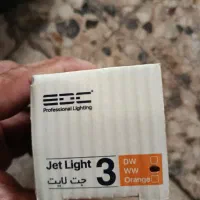 EDC
Professional Lighting
Jet Light 3
جت لایت
DW
WW
Orange